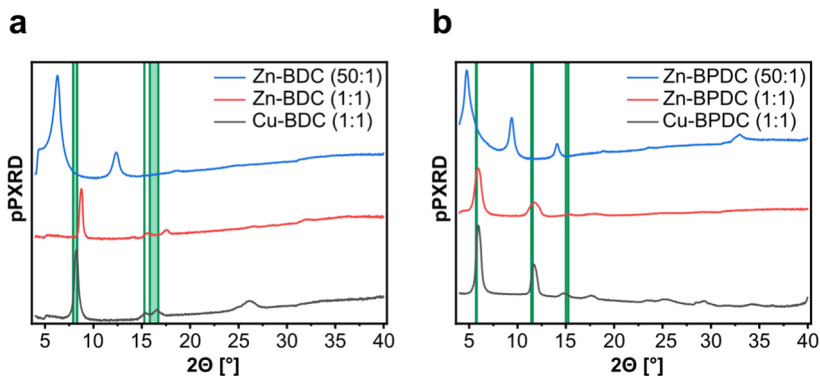 a
Zn-BDC (50:1)
Zn-BDC (1:1)
Cu-BDC (1:1)
pPXRD
5 10 15 20 25 30 35 40
2Θ [°]
b
Zn-BPDC (50:1)
Zn-BPDC (1:1)
Cu-BPDC (1:1)
pPXRD
5 10 15 20 25 30 35 40
2Θ [°]